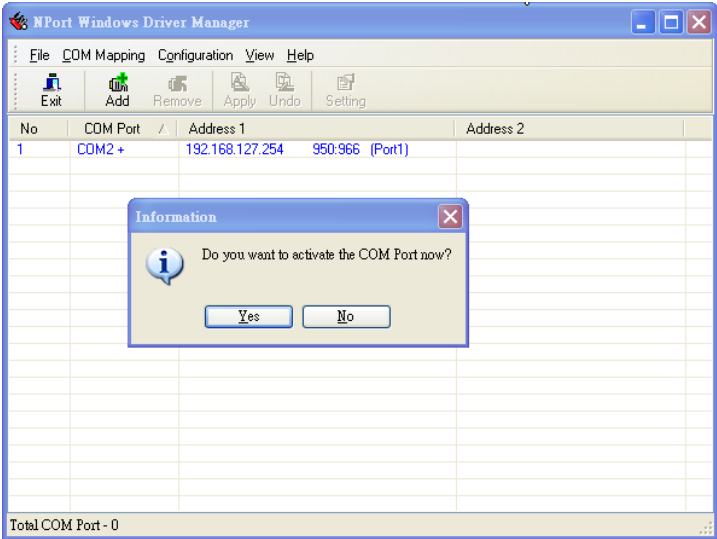 NPort Windows Driver Manager
File COM Mapping Configuration View Help
Exit Add Remove Apply Undo Setting
No COM Port Address 1 Address 2
1 COM2 + 192.168.127.254 950:966 (Port1)
Information
Do you want to activate the COM Port now?
Yes No
Total COM Port - 0